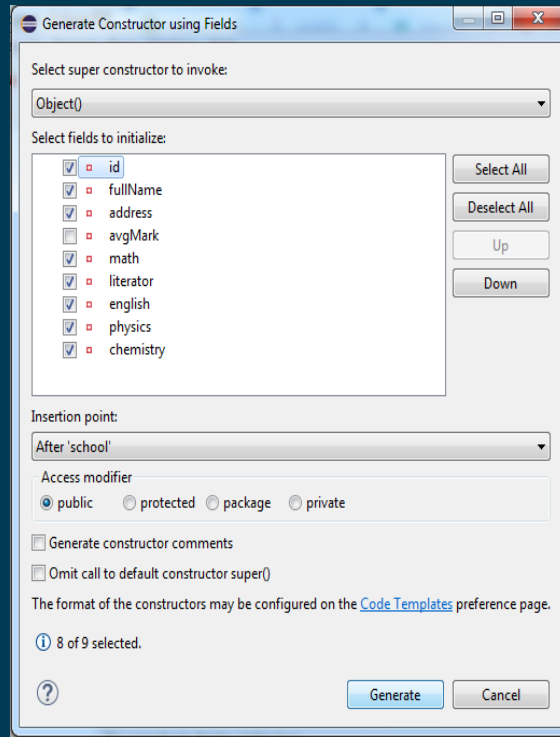 Generate Constructor using Fields
Select super constructor to invoke:
Object()
Select fields to initialize:
id
fullName
address
avgMark
math
literator
english
physics
chemistry
Select All
Deselect All
Up
Down
Insertion point:
After 'school'
Access modifier
public protected package private
Generate constructor comments
Omit call to default constructor super()
The format of the constructors may be configured on the Code Templates preference page.
8 of 9 selected.
Generate Cancel